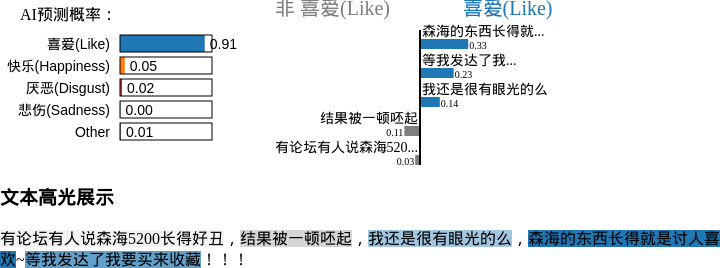 AI预测概率：
喜爱(Like) 0.91
快乐(Happiness) 0.05
厌恶(Disgust) 0.02
悲伤(Sadness) 0.00
Other 0.01
非 喜爱(Like) 喜爱(Like)
森海的东西长得就...
0.33
等我发达了我...
0.23
我还是很有眼光的么
0.14
结果被一顿呸起
0.11
有论坛有人说森海520...
0.03
文本高光展示
有论坛有人说森海5200长得好丑，结果被一顿呸起，我还是很有眼光的么，森海的东西长得就是讨人喜
欢~等我发达了我要买来收藏！！！